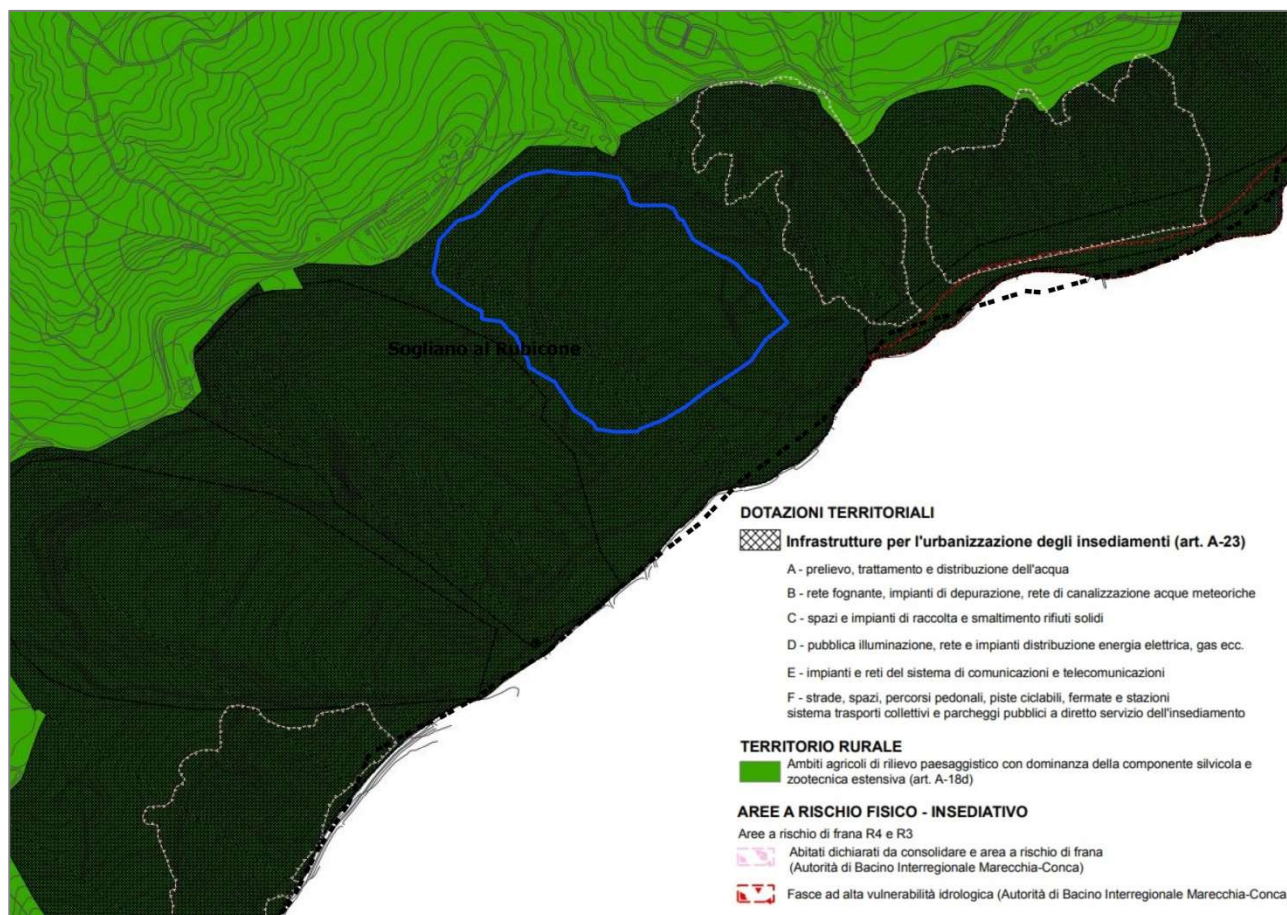 Sogliano al Rubicone
DOTAZIONI TERRITORIALI
Infrastrutture per l'urbanizzazione degli insediamenti (art. A-23)
A - prelievo, trattamento e distribuzione dell'acqua
B - rete fognante, impianti di depurazione, rete di canalizzazione acque meteoriche
C - spazi e impianti di raccolta e smaltimento rifiuti solidi
D - pubblica illuminazione, rete e impianti distribuzione energia elettrica, gas ecc.
E - impianti e reti del sistema di comunicazioni e telecomunicazioni
F - strade, spazi, percorsi pedonali, piste ciclabili, fermate e stazioni
sistema trasporti collettivi e parcheggi pubblici a diretto servizio dell'insediamento
TERRITORIO RURALE
Ambiti agricoli di rilievo paesaggistico con dominanza della componente silvicola e
zootecnica estensiva (art. A-18d)
AREE A RISCHIO FISICO - INSEDIATIVO
Aree a rischio di frana R4 e R3
Abitati dichiarati da consolidare e area a rischio di frana
(Autorità di Bacino Interregionale Marecchia-Conca)
Fasce ad alta vulnerabilità idrologica (Autorità di Bacino Interregionale Marecchia-Conca